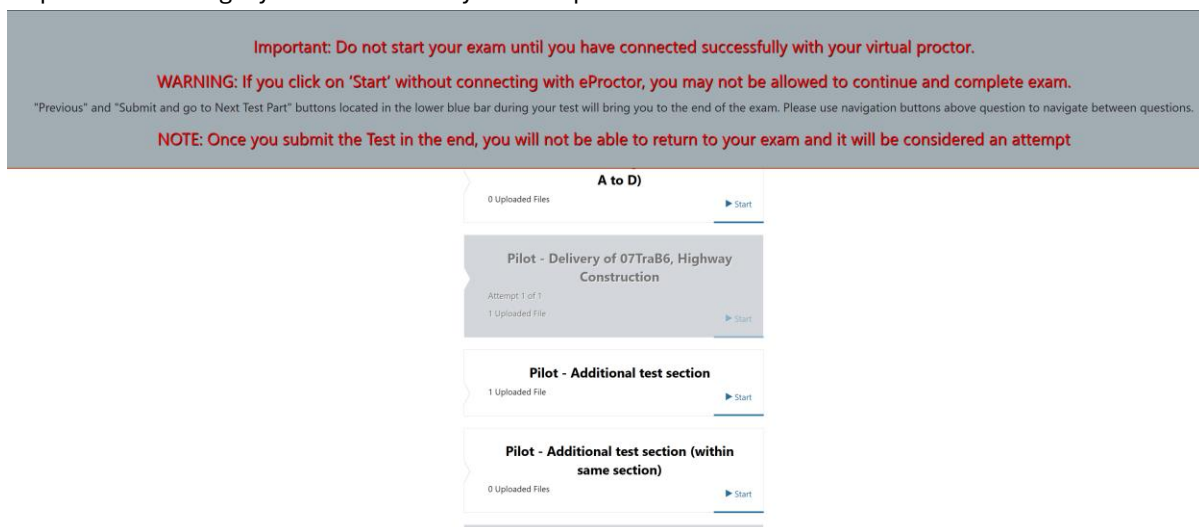 Important: Do not start your exam until you have connected successfully with your virtual proctor.
WARNING: If you click on 'Start' without connecting with eProctor, you may not be allowed to continue and complete exam.
"Previous" and "Submit and go to Next Test Part" buttons located in the lower blue bar during your test will bring you to the end of the exam. Please use navigation buttons above question to navigate between questions.
NOTE: Once you submit the Test in the end, you will not be able to return to your exam and it will be considered an attempt
A to D)
0 Uploaded Files
Start
Pilot - Delivery of 07TraB6, Highway
Construction
Attempt 1 of 1
1 Uploaded File
Start
Pilot - Additional test section
1 Uploaded File
Start
Pilot - Additional test section (within
same section)
0 Uploaded Files
Start